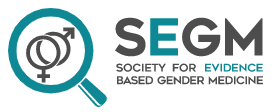 SEGM
SOCIETY FOR EVIDENCE
BASED GENDER MEDICINE